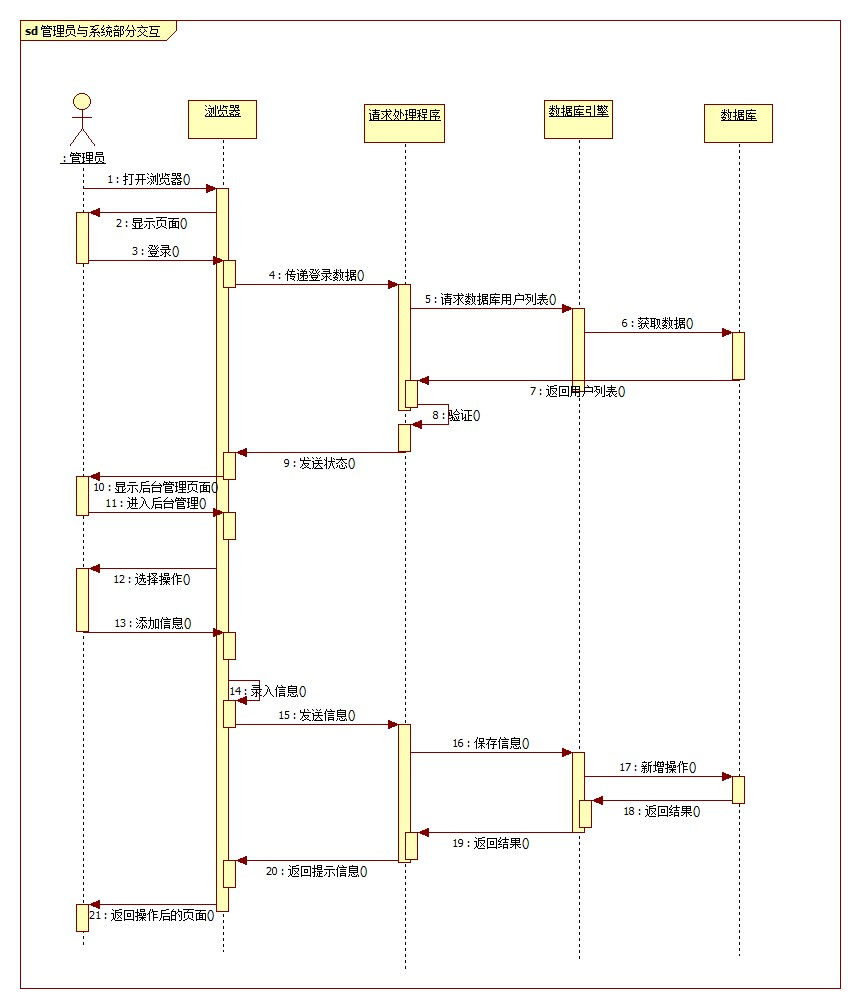 sd 管理员与系统部分交互
浏览器
请求处理程序
数据库引擎
数据库
: 管理员
1 : 打开浏览器()
2 : 显示页面()
3 : 登录()
4 : 传递登录数据()
5 : 请求数据库用户列表()
6 : 获取数据()
7 : 返回用户列表()
8 : 验证()
9 : 发送状态()
10 : 显示后台管理页面()
11 : 进入后台管理()
12 : 选择操作()
13 : 添加信息()
14 : 录入信息()
15 : 发送信息()
16 : 保存信息()
17 : 新增操作()
18 : 返回结果()
19 : 返回结果()
20 : 返回提示信息()
21 : 返回操作后的页面()